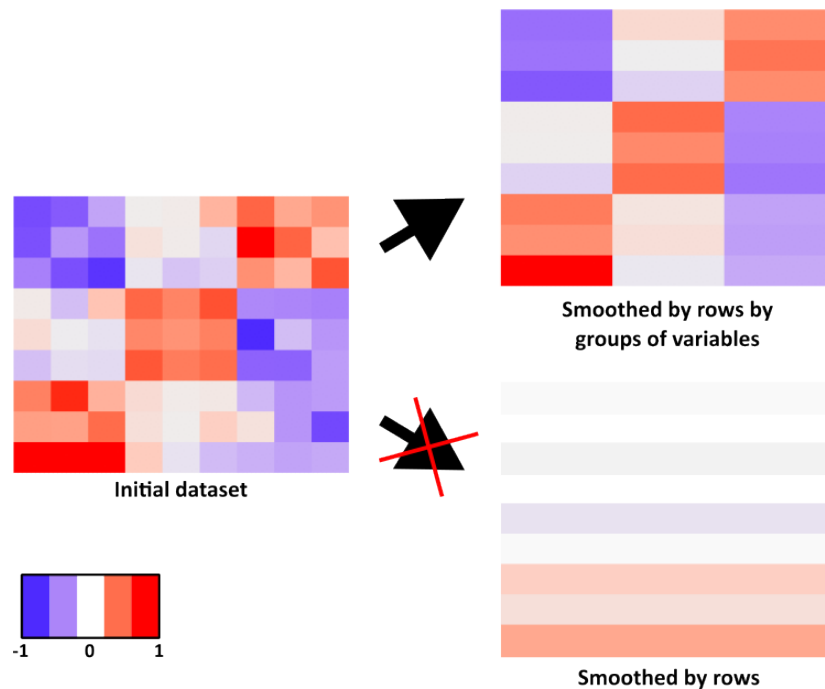 Smoothed by rows by
groups of variables
Initial dataset
-1 0 1
Smoothed by rows